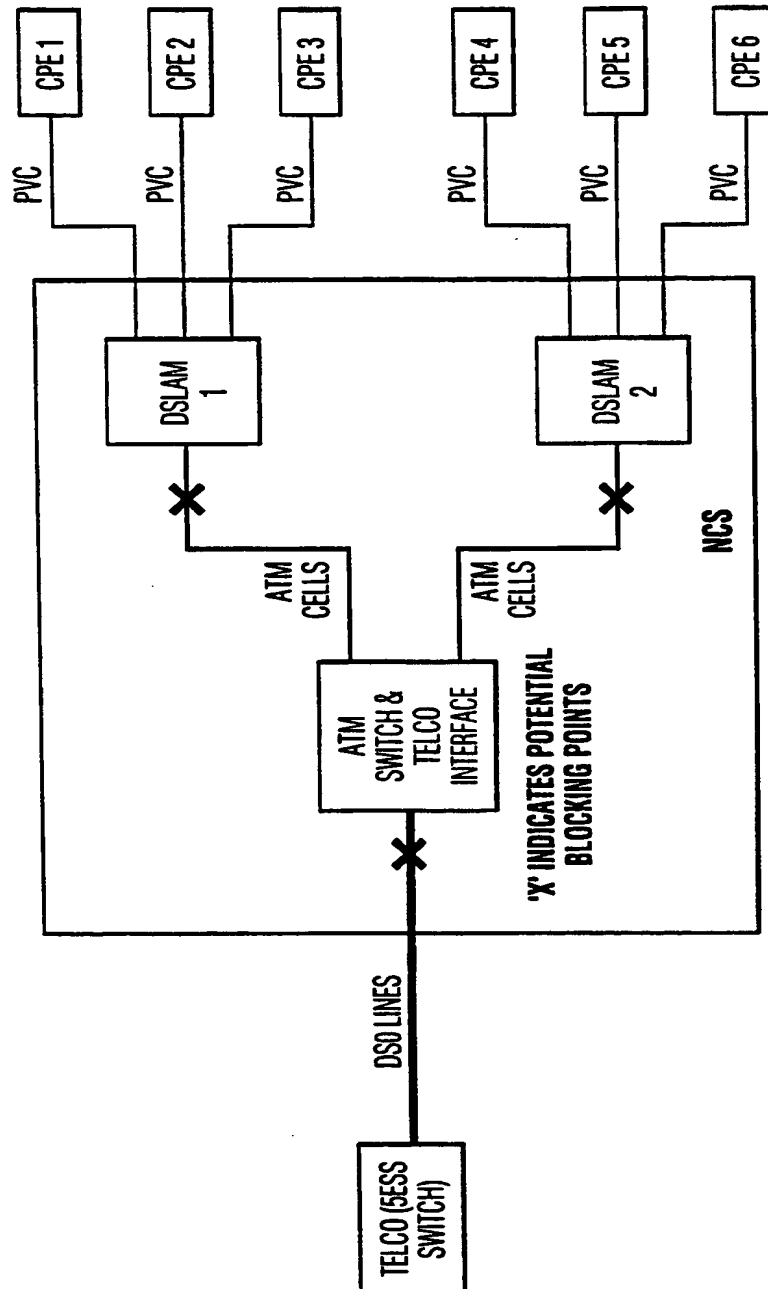 CPE 1
CPE 2
CPE 3
CPE 4
CPE 5
CPE 6
PVC
PVC
PVC
PVC
PVC
PVC
DSLAM
1
DSLAM
2
ATM
CELLS
ATM
CELLS
NCS
ATM
SWITCH &
TELCO
INTERFACE
'X' INDICATES POTENTIAL
BLOCKING POINTS
DS0 LINES
TELCO (5ESS
SWITCH)